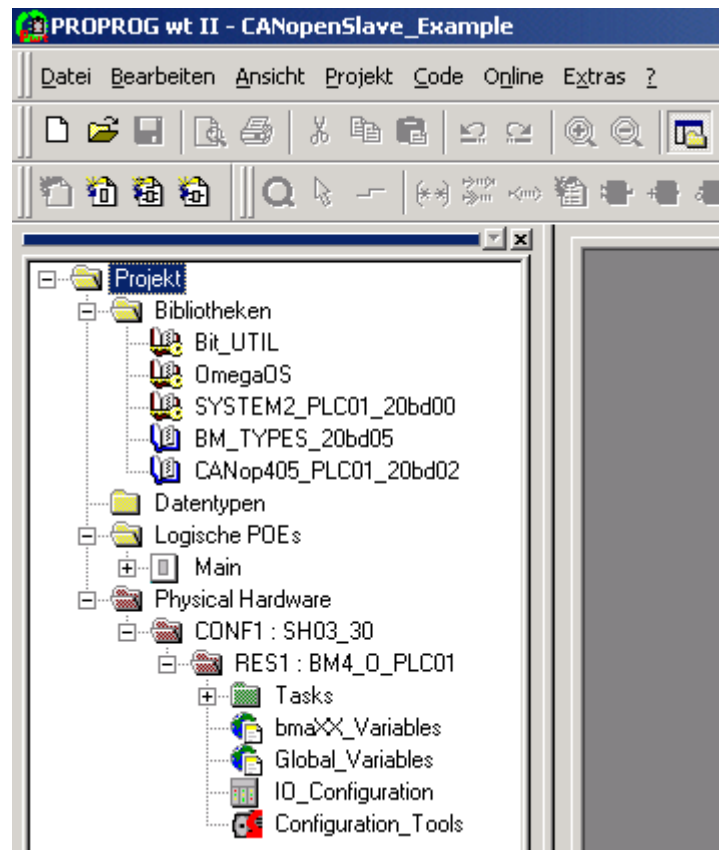 PROPROG wt II - CANopenSlave_Example
Datei Bearbeiten Ansicht Projekt Code Online Extras ?
Projekt
Bibliotheken
Bit_UTIL
OmegaOS
SYSTEM2_PLC01_20bd00
BM_TYPES_20bd05
CANop405_PLC01_20bd02
Datentypen
Logische POEs
Main
Physical Hardware
CONF1 : SH03_30
RES1 : BM4_O_PLC01
Tasks
bmaXX_Variables
Global_Variables
IO_Configuration
Configuration_Tools